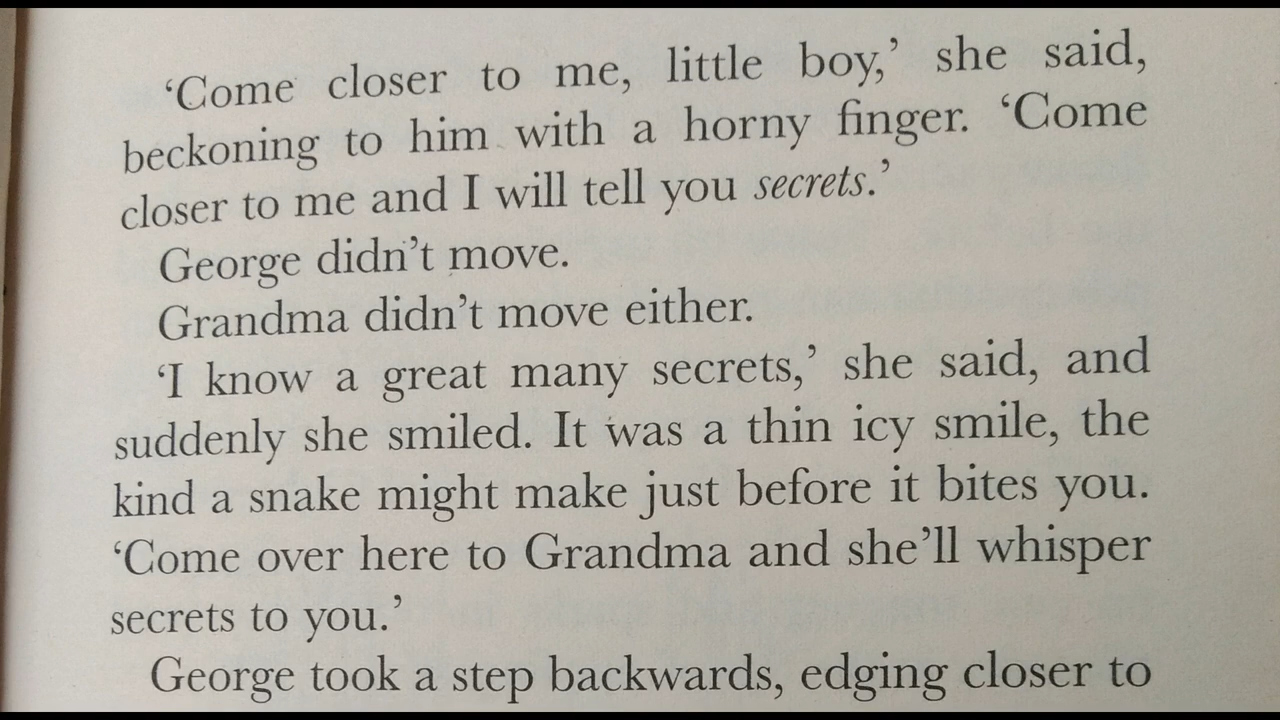 ‘Come closer to me, little boy,’ she said,
beckoning to him with a horny finger. ‘Come
closer to me and I will tell you secrets.’
George didn’t move.
Grandma didn’t move either.
‘I know a great many secrets,’ she said, and
suddenly she smiled. It was a thin icy smile, the
kind a snake might make just before it bites you.
‘Come over here to Grandma and she’ll whisper
secrets to you.’
George took a step backwards, edging closer to